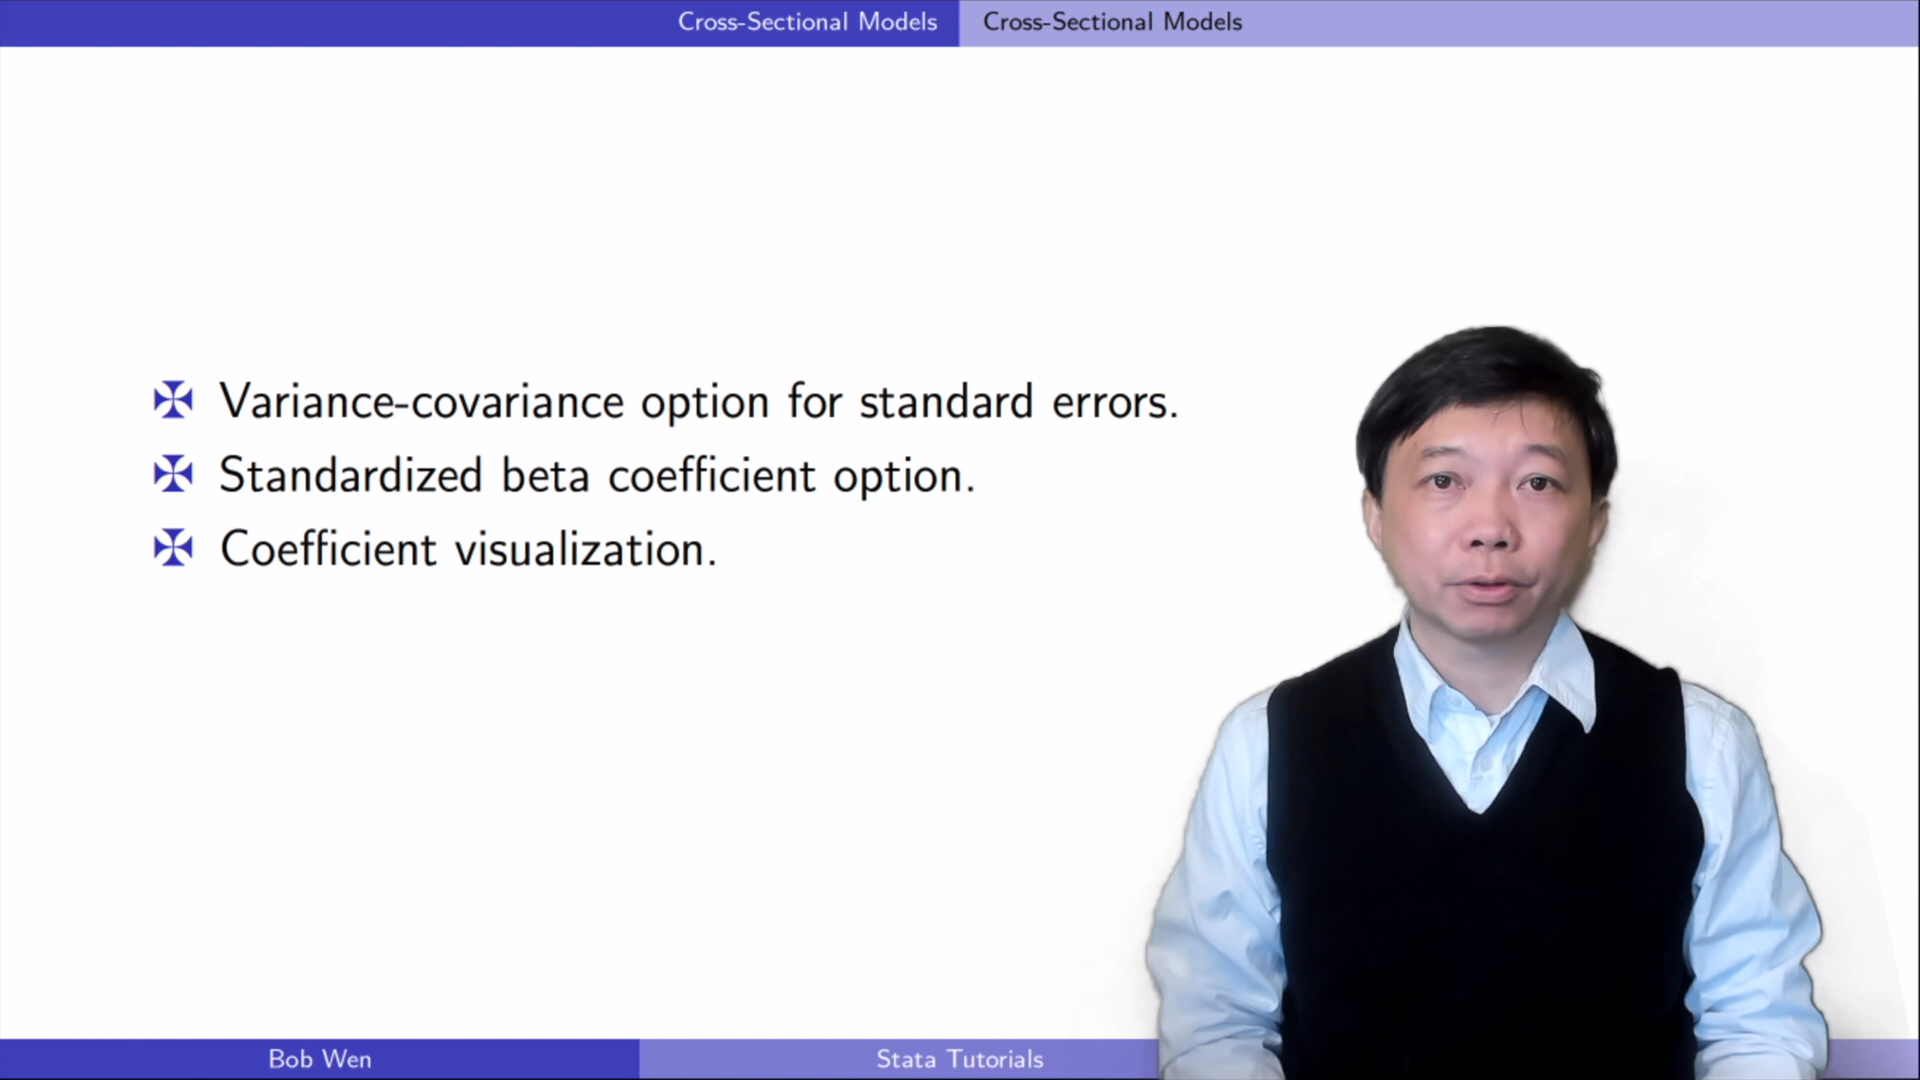 Cross-Sectional Models
Cross-Sectional Models
Variance-covariance option for standard errors.
Standardized beta coefficient option.
Coefficient visualization.
Bob Wen
Stata Tutorials